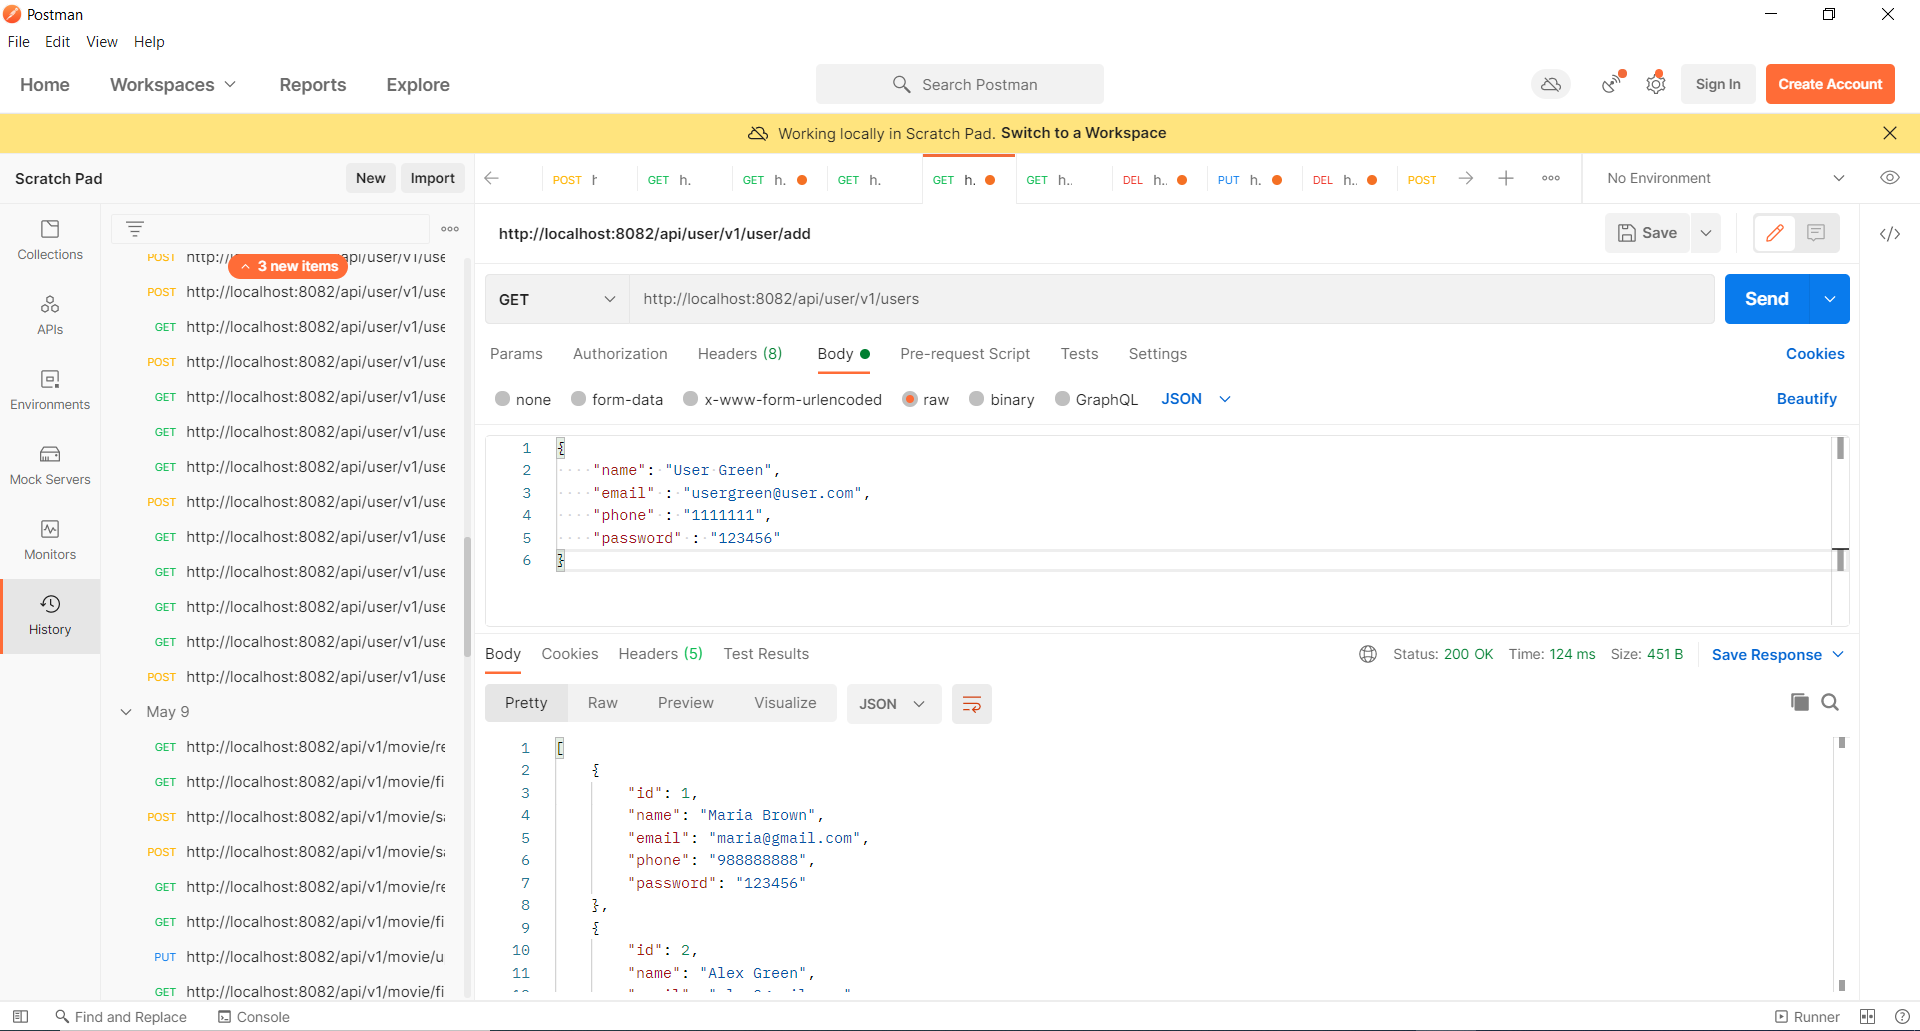 Postman
File Edit View Help
Home Workspaces Reports Explore
Search Postman
Sign In Create Account
Working locally in Scratch Pad. Switch to a Workspace
Scratch Pad New Import
POST h GET h. GET h. GET h. GET h. GET h.. DEL h.. PUT h. DEL h.. POST
No Environment
Collections
APIs
Environments
Mock Servers
Monitors
History
POST http://
api/user/v1/use
3 new items
POST http://localhost:8082/api/user/v1/use
GET http://localhost:8082/api/user/v1/use
POST http://localhost:8082/api/user/v1/use
GET http://localhost:8082/api/user/v1/use
GET http://localhost:8082/api/user/v1/use
GET http://localhost:8082/api/user/v1/use
POST http://localhost:8082/api/user/v1/use
GET http://localhost:8082/api/user/v1/use
GET http://localhost:8082/api/user/v1/use
GET http://localhost:8082/api/user/v1/use
GET http://localhost:8082/api/user/v1/use
POST http://localhost:8082/api/user/v1/use
May 9
GET http://localhost:8082/api/v1/movie/re
GET http://localhost:8082/api/v1/movie/fi
POST http://localhost:8082/api/v1/movie/sa
POST http://localhost:8082/api/v1/movie/sa
GET http://localhost:8082/api/v1/movie/re
GET http://localhost:8082/api/v1/movie/fi
PUT http://localhost:8082/api/v1/movie/u
GET http://localhost:8082/api/v1/movie/fi
http://localhost:8082/api/user/v1/user/add
Save
</>
GET http://localhost:8082/api/user/v1/users
Send
Params Authorization Headers (8) Body Pre-request Script Tests Settings Cookies
none form-data x-www-form-urlencoded raw binary GraphQL JSON Beautify
1 {
2 "name": "User Green",
3 "email" : "usergreen@user.com",
4 "phone" : "1111111",
5 "password" : "123456"
6 }
Body Cookies Headers (5) Test Results
Status: 200 OK Time: 124 ms Size: 451 B Save Response
Pretty Raw Preview Visualize JSON
1 [
2 {
3 "id": 1,
4 "name": "Maria Brown",
5 "email": "maria@gmail.com",
6 "phone": "988888888",
7 "password": "123456"
8 },
9 {
10 "id": 2,
11 "name": "Alex Green",
Find and Replace Console
Runner